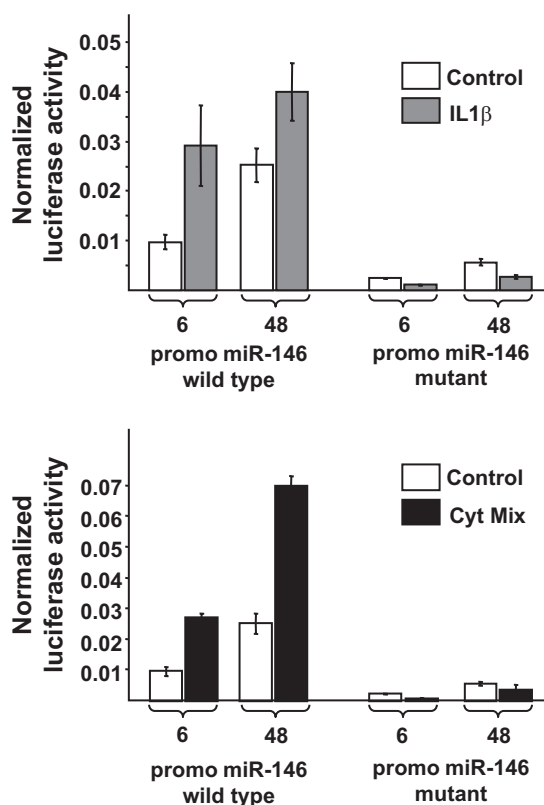 Normalized
luciferase activity
0.05
0.04
0.03
0.02
0.01
Control
IL1β
6
48
6
48
promo miR-146
wild type
promo miR-146
mutant
Normalized
luciferase activity
0.07
0.06
0.05
0.04
0.03
0.02
0.01
Control
Cyt Mix
6
48
6
48
promo miR-146
wild type
promo miR-146
mutant